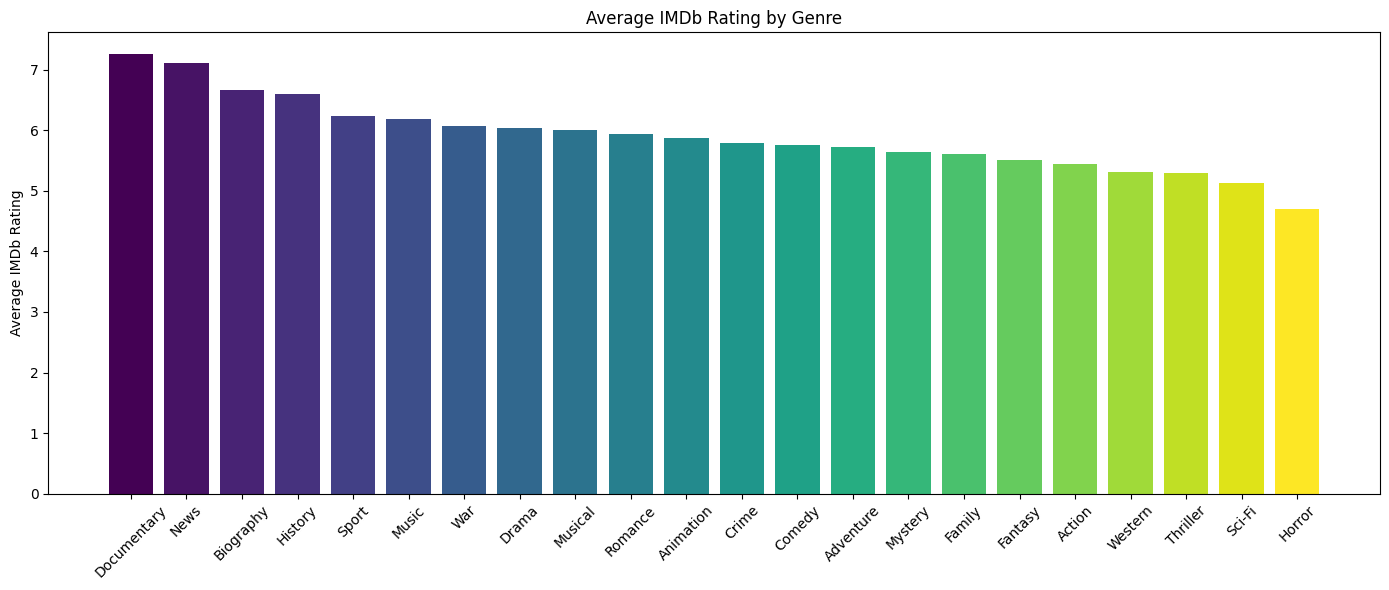 Average IMDb Rating by Genre
Average IMDb Rating
7
6
5
4
3
2
1
0
Documentary
News
Biography
History
Sport
Music
War
Drama
Musical
Romance
Animation
Crime
Comedy
Adventure
Mystery
Family
Fantasy
Action
Western
Thriller
Sci-Fi
Horror